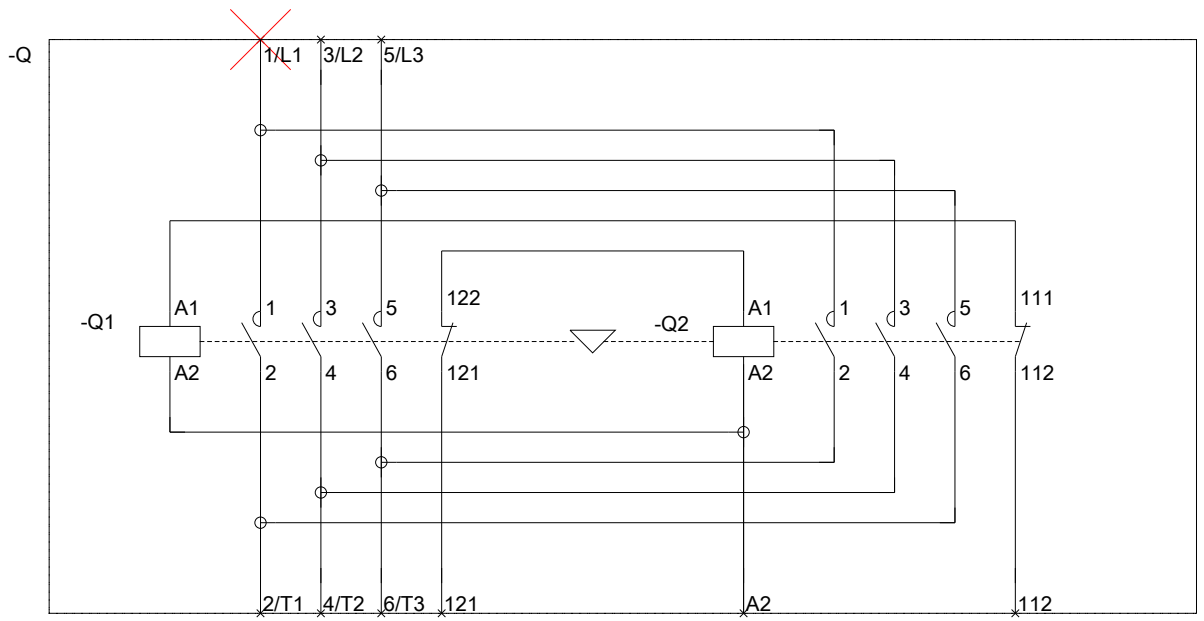 -Q
1/L1 3/L2 5/L3
A1 1 3 5 122 A1 1 3 5 111
-Q1 -Q2
A2 2 4 6 121 A2 2 4 6 112
2/T1 4/T2 6/T3 121 A2 112